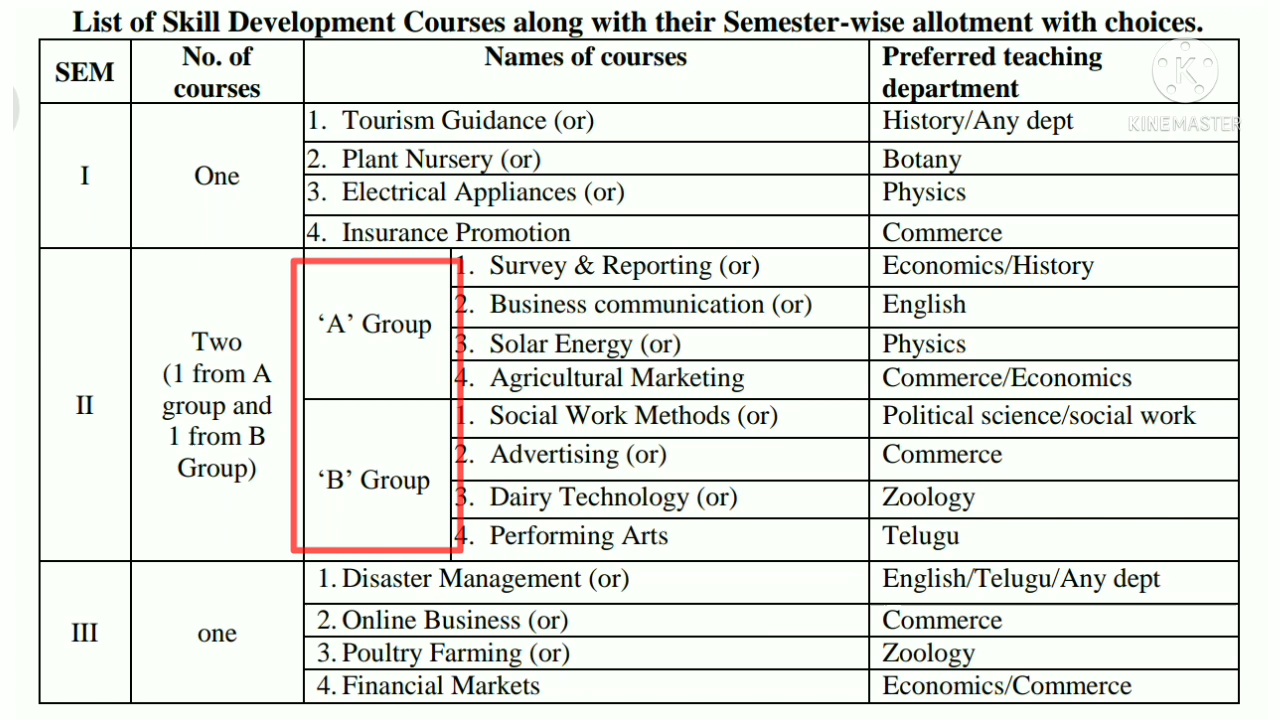 List of Skill Development Courses along with their Semester-wise allotment with choices.
SEM
No. of
courses
Names of courses
Preferred teaching
department
K
KINEMASTER
I
One
1. Tourism Guidance (or)
History/Any dept
2. Plant Nursery (or)
Botany
3. Electrical Appliances (or)
Physics
4. Insurance Promotion
Commerce
II
Two
(1 from A
group and
1 from B
Group)
‘A’ Group
1. Survey & Reporting (or)
Economics/History
2. Business communication (or)
English
3. Solar Energy (or)
Physics
4. Agricultural Marketing
Commerce/Economics
‘B’ Group
1. Social Work Methods (or)
Political science/social work
2. Advertising (or)
Commerce
3. Dairy Technology (or)
Zoology
4. Performing Arts
Telugu
III
one
1. Disaster Management (or)
English/Telugu/Any dept
2. Online Business (or)
Commerce
3. Poultry Farming (or)
Zoology
4. Financial Markets
Economics/Commerce